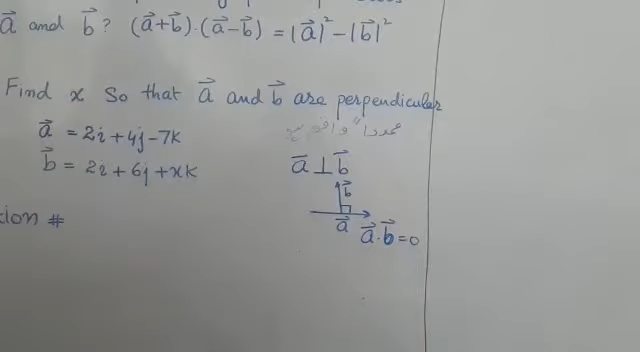 a⃗ and b⃗? (a⃗+b⃗).(a⃗-b⃗) = |a⃗|² - |b⃗|²
Find x So that a⃗ and b⃗ are perpendicular
a⃗ = 2i + 4j - 7k
b⃗ = 2i + 6j + xk
a⃗ ⊥ b⃗
b⃗
a⃗
a⃗.b⃗ = 0
tion #